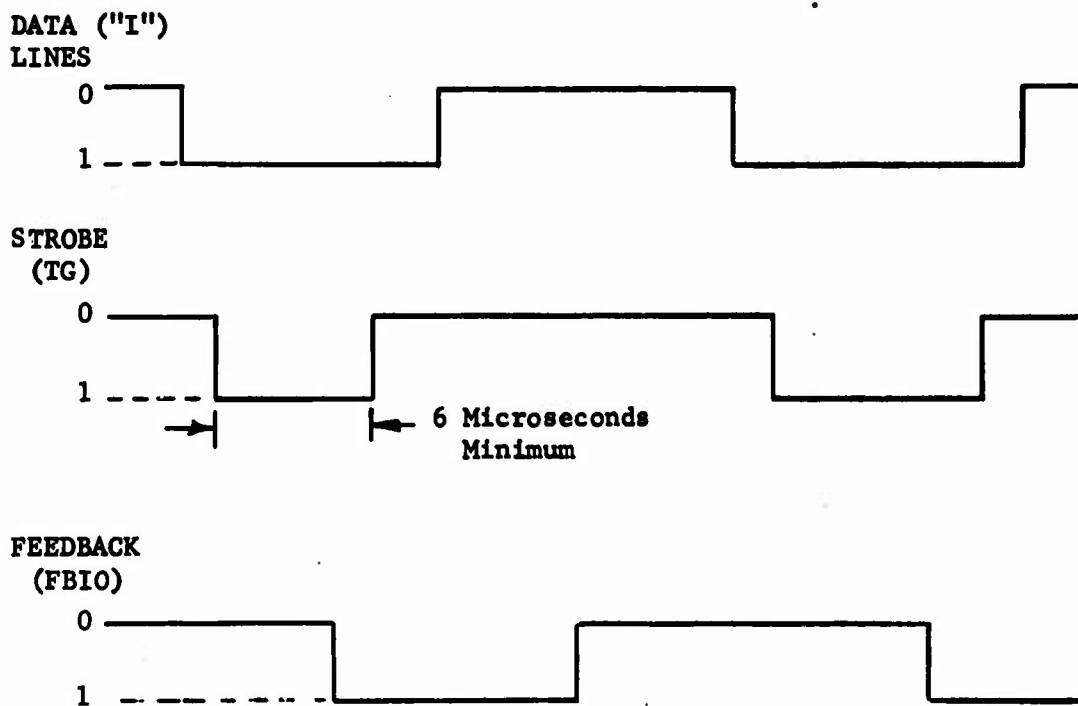 DATA ("I")
LINES
0
1
STROBE
(TG)
0
1
6 Microseconds
Minimum
FEEDBACK
(FBIO)
0
1